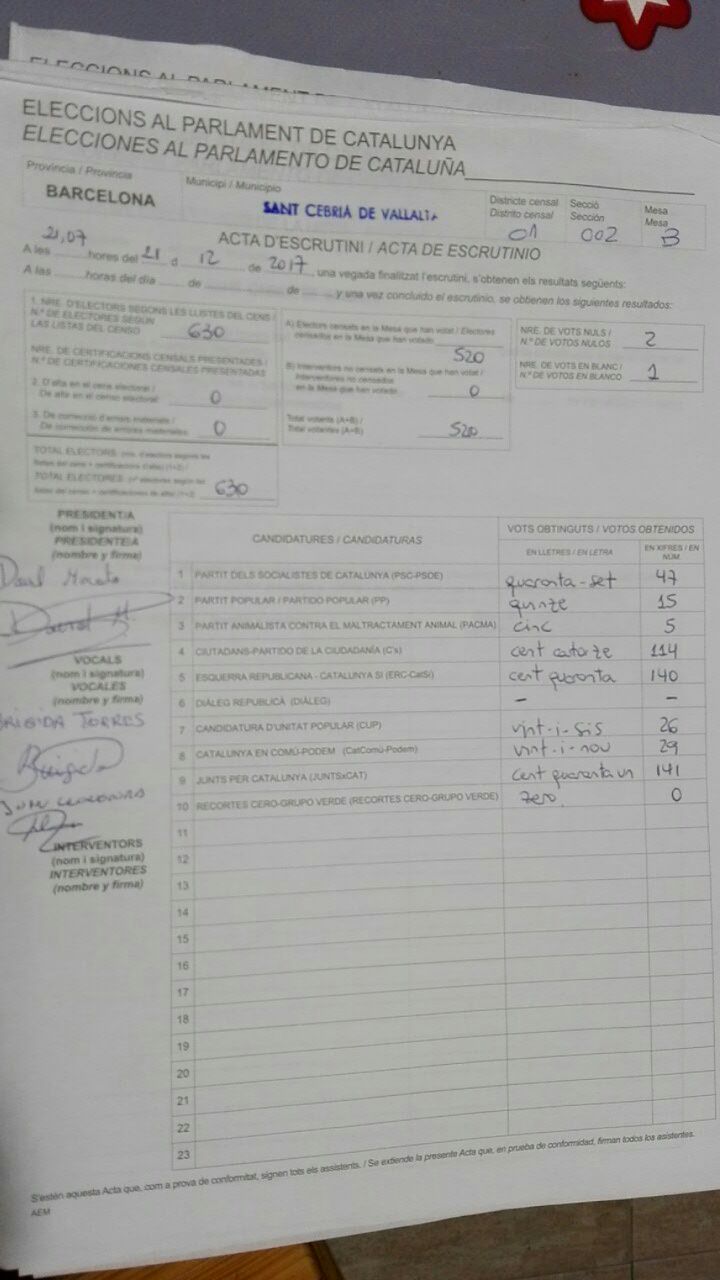 ELECCIONS AL PARLAMENT DE CATALUNYA
ELECCIONES AL PARLAMENTO DE CATALUÑA
Provincia / Provincia
BARCELONA
Municipi / Municipio
SANT CEBRIÀ DE VALLALTA
Districte censal
Distrito censal
01
Secció
Sección
002
Mesa
Mesa
B
ACTA D'ESCRUTINI / ACTA DE ESCRUTINIO
A les 21,07 hores del 21 d 12 de 2017, una vegada finalitzat l'escrutini, s'obtenen els resultats següents:
A las ... horas del día ... de ... de ... y una vez concluido el escrutinio, se obtienen los siguientes resultados:
1. NRE. D'ELECTORS SEGONS LES LLISTES DEL CENS /
N.º DE ELECTORES SEGÚN
LAS LISTAS DEL CENSO 630
NRE. DE CERTIFICACIONS CENSALS PRESENTADES /
N.º DE CERTIFICACIONES CENSALES PRESENTADAS
2. D'alta en el cens electoral /
De alta en el censo electoral 0
3. De correcció d'errors materials /
De corrección de errores materiales 0
TOTAL ELECTORS
TOTAL ELECTORES 630
A) Electors censats en la Mesa que han votat / Electores
censados en la Mesa que han votado 520
B) Interventors no censats en la Mesa que han votat /
Interventores no censados
en la Mesa que han votado 0
Total votants (A+B) /
Total votantes (A+B) 520
NRE. DE VOTS NULS /
N.º DE VOTOS NULOS 2
NRE. DE VOTS EN BLANC /
N.º DE VOTOS EN BLANCO 1
PRESIDENT/A
(nom i signatura)
PRESIDENTE/A
(nombre y firma)
VOCALS
(nom i signatura)
VOCALES
(nombre y firma)
TORRES
INTERVENTORS
(nom i signatura)
INTERVENTORES
(nombre y firma)
CANDIDATURES / CANDIDATURAS
VOTS OBTINGUTS / VOTOS OBTENIDOS
EN LLETRES / EN LETRA
EN XIFRES / EN NÚM.
1 PARTIT DELS SOCIALISTES DE CATALUNYA (PSC-PSOE) quaranta-set 47
2 PARTIT POPULAR / PARTIDO POPULAR (PP) quinze 15
3 PARTIT ANIMALISTA CONTRA EL MALTRACTAMENT ANIMAL (PACMA) cinc 5
4 CIUTADANS-PARTIDO DE LA CIUDADANÍA (C's) cent catorze 114
5 ESQUERRA REPUBLICANA - CATALUNYA SÍ (ERC-CatSí) cent quaranta 140
6 DIÀLEG REPUBLICÀ (DIÀLEG) - -
7 CANDIDATURA D'UNITAT POPULAR (CUP) vint-i-sis 26
8 CATALUNYA EN COMÚ-PODEM (CatComú-Podem) vint-i-nou 29
9 JUNTS PER CATALUNYA (JUNTSxCAT) cent quaranta un 141
10 RECORTES CERO-GRUPO VERDE (RECORTES CERO-GRUPO VERDE) zero 0
11
12
13
14
15
16
17
18
19
20
21
22
23
S'estén aquesta Acta que, com a prova de conformitat, signen tots els assistents. / Se extiende la presente Acta que, en prueba de conformidad, firman todos los asistentes.
AEM